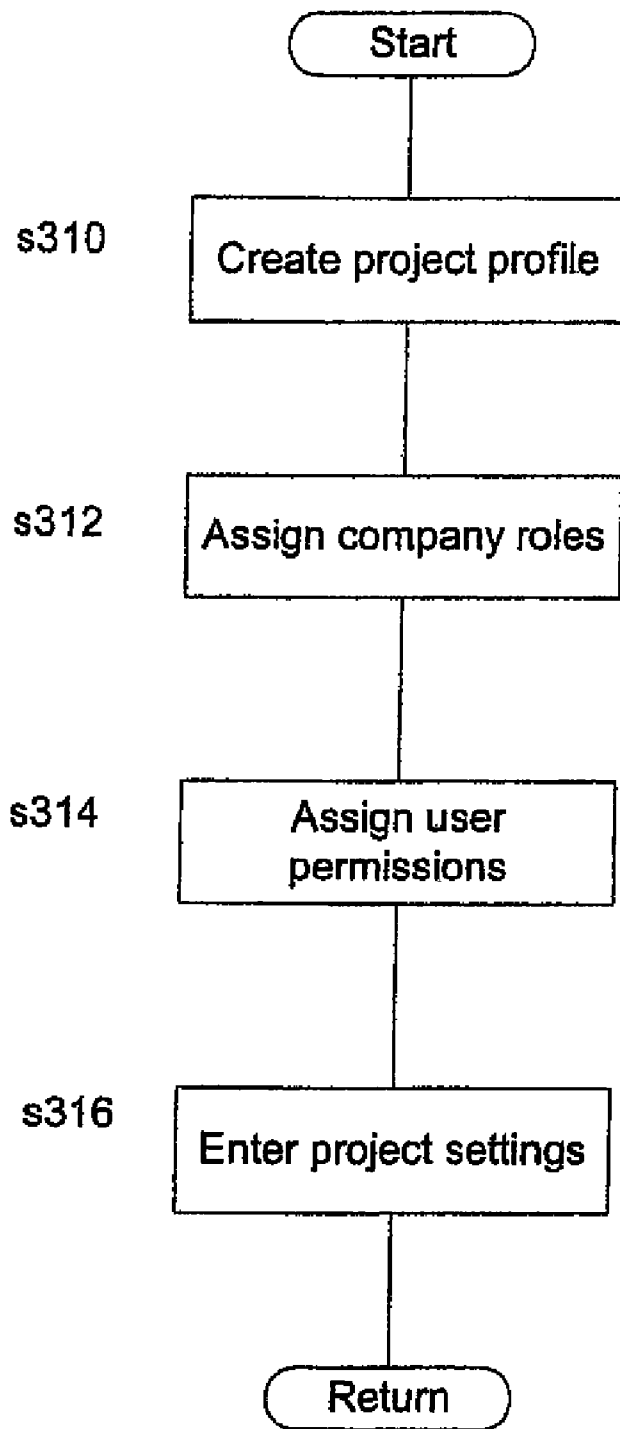 Start
s310
Create project profile
s312
Assign company roles
s314
Assign user
permissions
s316
Enter project settings
Return